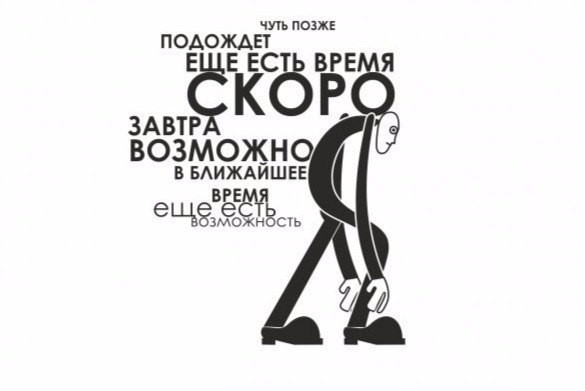 ЧУТЬ ПОЗЖЕ
ПОДОЖДЕТ
ЕЩЕ ЕСТЬ ВРЕМЯ
СКОРО
ЗАВТРА
ВОЗМОЖНО
В БЛИЖАЙШЕЕ
ВРЕМЯ
еще есть
ВОЗМОЖНОСТЬ